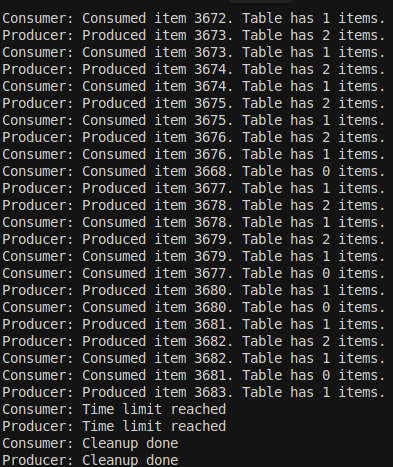 Consumer: Consumed item 3672. Table has 1 items.
Producer: Produced item 3673. Table has 2 items.
Consumer: Consumed item 3673. Table has 1 items.
Producer: Produced item 3674. Table has 2 items.
Consumer: Consumed item 3674. Table has 1 items.
Producer: Produced item 3675. Table has 2 items.
Consumer: Consumed item 3675. Table has 1 items.
Producer: Produced item 3676. Table has 2 items.
Consumer: Consumed item 3676. Table has 1 items.
Consumer: Consumed item 3668. Table has 0 items.
Producer: Produced item 3677. Table has 1 items.
Producer: Produced item 3678. Table has 2 items.
Consumer: Consumed item 3678. Table has 1 items.
Producer: Produced item 3679. Table has 2 items.
Consumer: Consumed item 3679. Table has 1 items.
Consumer: Consumed item 3677. Table has 0 items.
Producer: Produced item 3680. Table has 1 items.
Consumer: Consumed item 3680. Table has 0 items.
Producer: Produced item 3681. Table has 1 items.
Producer: Produced item 3682. Table has 2 items.
Consumer: Consumed item 3682. Table has 1 items.
Consumer: Consumed item 3681. Table has 0 items.
Producer: Produced item 3683. Table has 1 items.
Consumer: Time limit reached
Producer: Time limit reached
Consumer: Cleanup done
Producer: Cleanup done